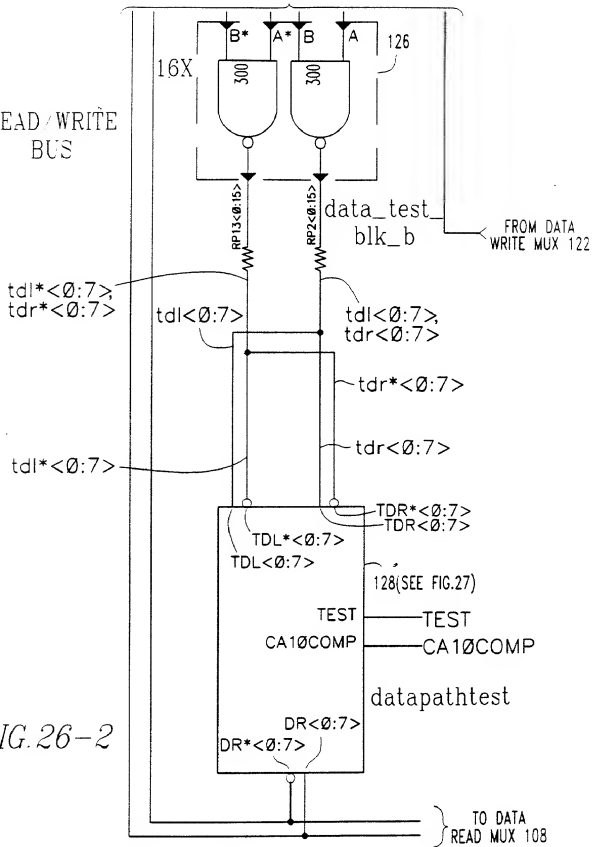 B* A* B A
126
16X
300 300
EAD/WRITE
BUS
RP13<0:15>
RP2<0:15>
data_test_
blk_b
FROM DATA
WRITE MUX 122
tdl*<0:7>,
tdr*<0:7>
tdl<0:7>
tdl<0:7>,
tdr<0:7>
tdr*<0:7>
tdr<0:7>
tdl*<0:7>
TDR*<0:7>
TDR<0:7>
TDL*<0:7>
TDL<0:7>
128(SEE FIG.27)
TEST TEST
CA10COMP CA10COMP
datapathtest
DR<0:7>
DR*<0:7>
IG.26-2
TO DATA
READ MUX 108